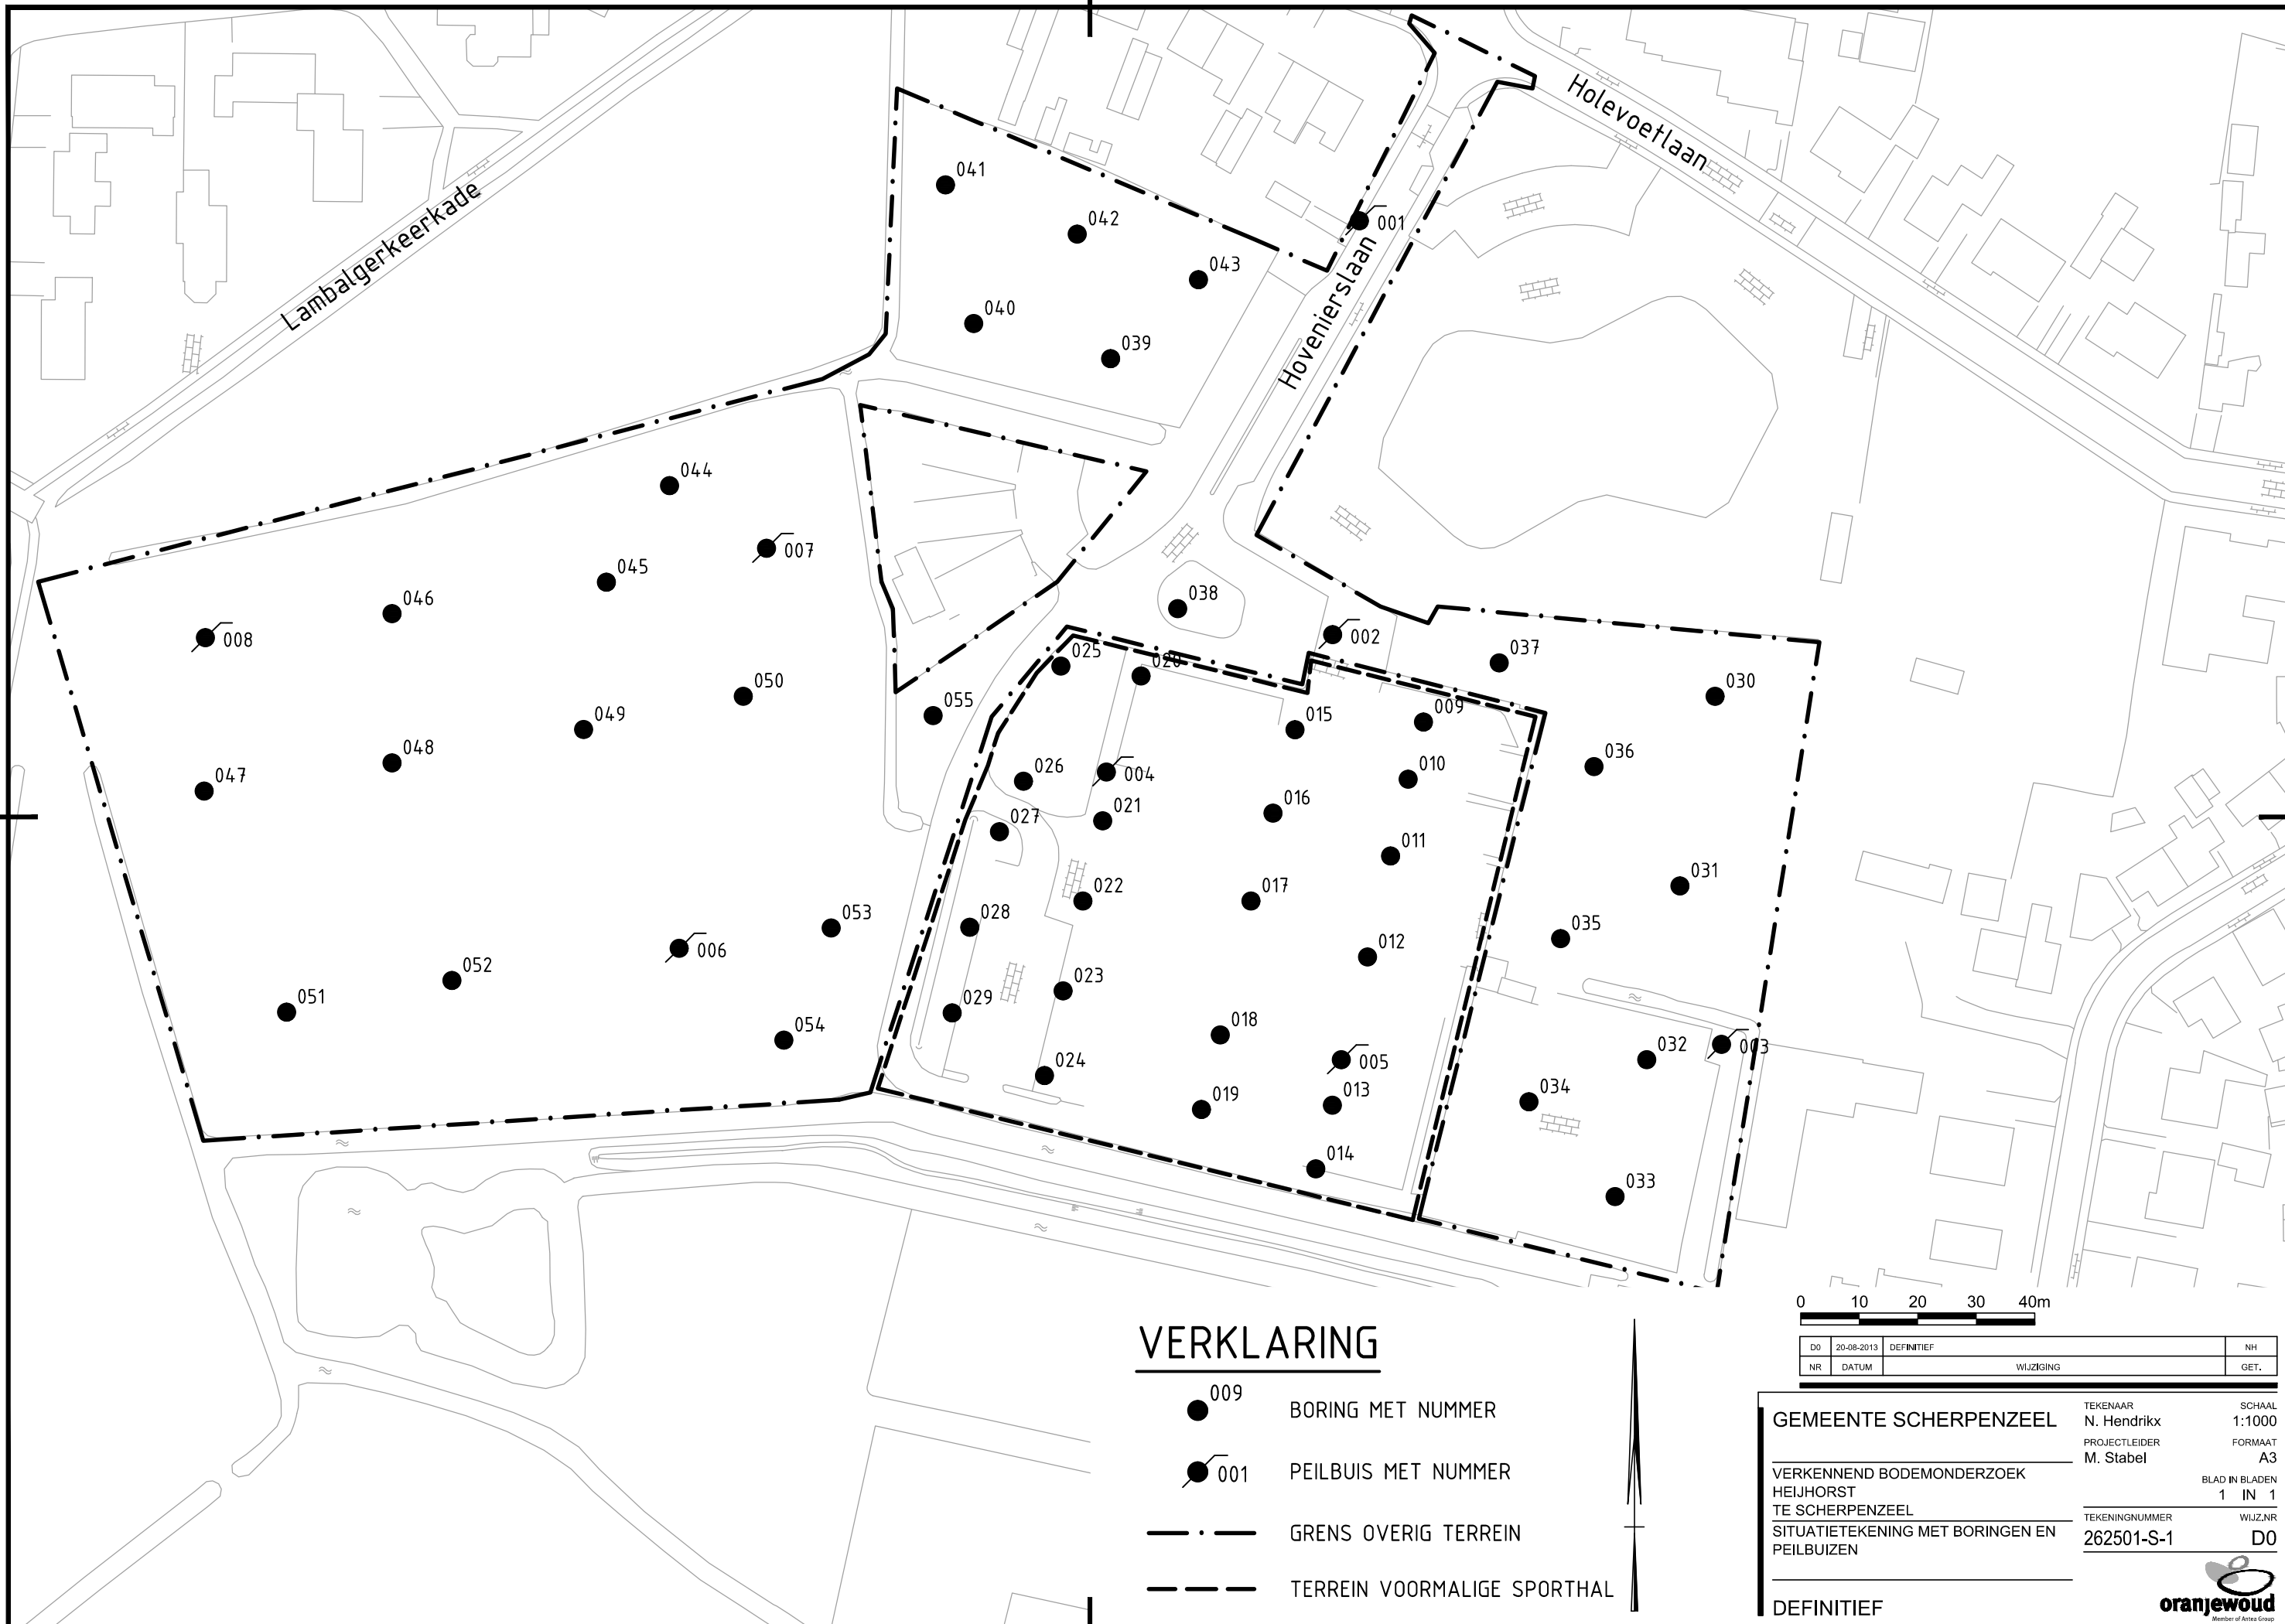 Holevoetlaan
Lambalgerkeerkade
Hovenierslaan
041
042
001
043
040
039
044
007
045
046
008
038
002
037
025
020
030
050
055
049
015
009
048
036
047
026
004
010
016
021
027
011
031
022
017
053
028
035
006
012
052
023
051
029
018
054
032
003
005
024
034
019
013
014
033
VERKLARING
009
BORING MET NUMMER
001
PEILBUIS MET NUMMER
GRENS OVERIG TERREIN
TERREIN VOORMALIGE SPORTHAL
0 10 20 30 40m
D0 20-08-2013 DEFINITIEF NH
NR DATUM WIJZIGING GET.
GEMEENTE SCHERPENZEEL
TEKENAAR SCHAAL
N. Hendrikx 1:1000
PROJECTLEIDER FORMAAT
M. Stabel A3
VERKENNEND BODEMONDERZOEK
HEIJHORST
TE SCHERPENZEEL
BLAD IN BLADEN
1 IN 1
SITUATIETEKENING MET BORINGEN EN
PEILBUIZEN
TEKENINGNUMMER WIJZ.NR
262501-S-1 D0
DEFINITIEF
oranjewoud
Member of Antea Group